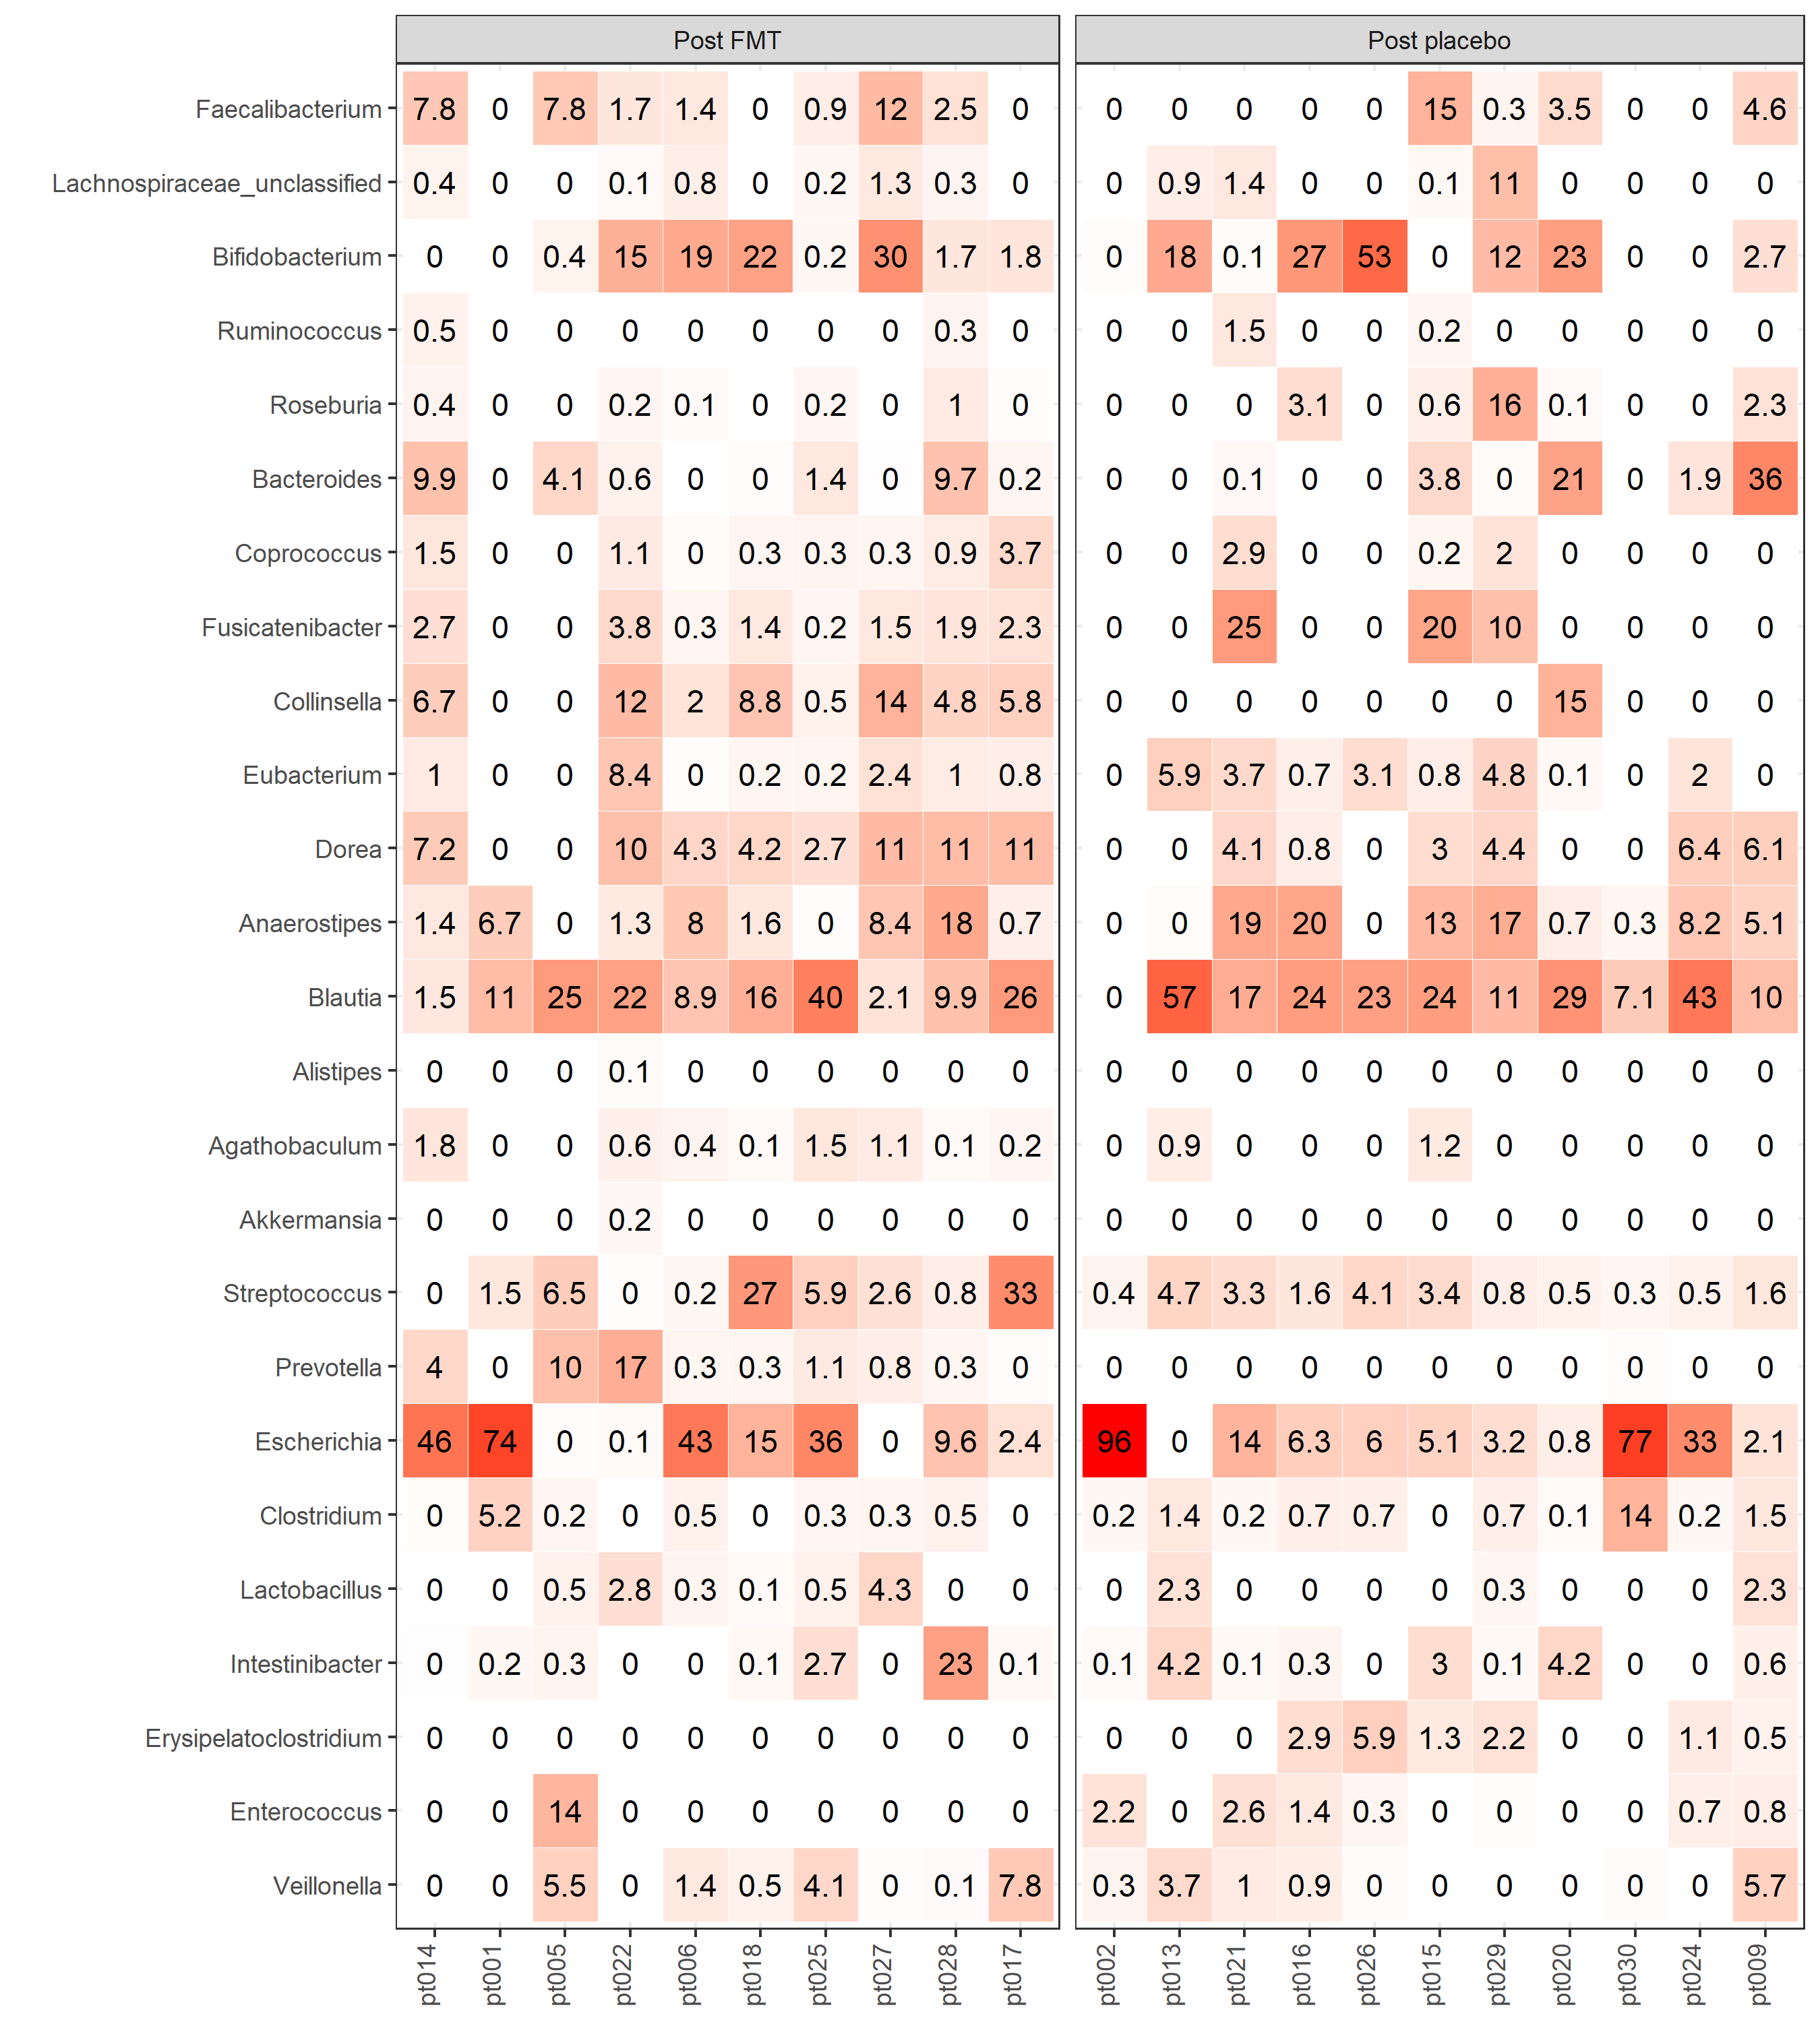 Post FMT Post placebo
Faecalibacterium 7.8 0 7.8 1.7 1.4 0 0.9 12 2.5 0 0 0 0 0 0 15 0.3 3.5 0 0 4.6
Lachnospiraceae_unclassified 0.4 0 0 0.1 0.8 0 0.2 1.3 0.3 0 0 0.9 1.4 0 0 0.1 11 0 0 0 0
Bifidobacterium 0 0 0.4 15 19 22 0.2 30 1.7 1.8 0 18 0.1 27 53 0 12 23 0 0 2.7
Ruminococcus 0.5 0 0 0 0 0 0 0 0.3 0 0 0 1.5 0 0 0.2 0 0 0 0 0
Roseburia 0.4 0 0 0.2 0.1 0 0.2 0 1 0 0 0 0 3.1 0 0.6 16 0.1 0 0 2.3
Bacteroides 9.9 0 4.1 0.6 0 0 1.4 0 9.7 0.2 0 0 0.1 0 0 3.8 0 21 0 1.9 36
Coprococcus 1.5 0 0 1.1 0 0.3 0.3 0.3 0.9 3.7 0 0 2.9 0 0 0.2 2 0 0 0 0
Fusicatenibacter 2.7 0 0 3.8 0.3 1.4 0.2 1.5 1.9 2.3 0 0 25 0 0 20 10 0 0 0 0
Collinsella 6.7 0 0 12 2 8.8 0.5 14 4.8 5.8 0 0 0 0 0 0 0 15 0 0 0
Eubacterium 1 0 0 8.4 0 0.2 0.2 2.4 1 0.8 0 5.9 3.7 0.7 3.1 0.8 4.8 0.1 0 2 0
Dorea 7.2 0 0 10 4.3 4.2 2.7 11 11 11 0 0 4.1 0.8 0 3 4.4 0 0 6.4 6.1
Anaerostipes 1.4 6.7 0 1.3 8 1.6 0 8.4 18 0.7 0 0 19 20 0 13 17 0.7 0.3 8.2 5.1
Blautia 1.5 11 25 22 8.9 16 40 2.1 9.9 26 0 57 17 24 23 24 11 29 7.1 43 10
Alistipes 0 0 0 0.1 0 0 0 0 0 0 0 0 0 0 0 0 0 0 0 0 0
Agathobaculum 1.8 0 0 0.6 0.4 0.1 1.5 1.1 0.1 0.2 0 0.9 0 0 0 1.2 0 0 0 0 0
Akkermansia 0 0 0 0.2 0 0 0 0 0 0 0 0 0 0 0 0 0 0 0 0 0
Streptococcus 0 1.5 6.5 0 0.2 27 5.9 2.6 0.8 33 0.4 4.7 3.3 1.6 4.1 3.4 0.8 0.5 0.3 0.5 1.6
Prevotella 4 0 10 17 0.3 0.3 1.1 0.8 0.3 0 0 0 0 0 0 0 0 0 0 0 0
Escherichia 46 74 0 0.1 43 15 36 0 9.6 2.4 96 0 14 6.3 6 5.1 3.2 0.8 77 33 2.1
Clostridium 0 5.2 0.2 0 0.5 0 0.3 0.3 0.5 0 0.2 1.4 0.2 0.7 0.7 0 0.7 0.1 14 0.2 1.5
Lactobacillus 0 0 0.5 2.8 0.3 0.1 0.5 4.3 0 0 0 2.3 0 0 0 0 0.3 0 0 0 2.3
Intestinibacter 0 0.2 0.3 0 0 0.1 2.7 0 23 0.1 0.1 4.2 0.1 0.3 0 3 0.1 4.2 0 0 0.6
Erysipelatoclostridium 0 0 0 0 0 0 0 0 0 0 0 0 0 2.9 5.9 1.3 2.2 0 0 1.1 0.5
Enterococcus 0 0 14 0 0 0 0 0 0 0 2.2 0 2.6 1.4 0.3 0 0 0 0 0.7 0.8
Veillonella 0 0 5.5 0 1.4 0.5 4.1 0 0.1 7.8 0.3 3.7 1 0.9 0 0 0 0 0 0 5.7
pt014 pt001 pt005 pt022 pt006 pt018 pt025 pt027 pt028 pt017 pt002 pt013 pt021 pt016 pt026 pt015 pt029 pt020 pt030 pt024 pt009